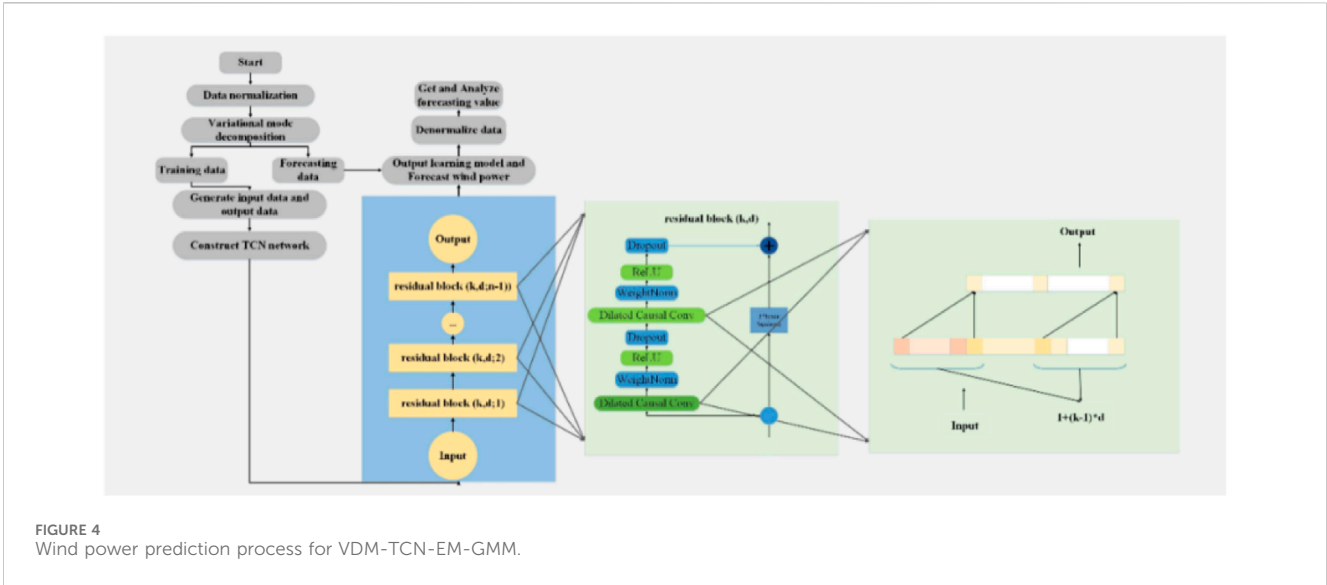 Start
Data normalization
Variational mode
decomposition
Training data
Forecasting
data
Generate input data and
output data
Construct TCN network
Get and Analyze
forecasting value
Denormalize data
Output learning model and
Forecast wind power
Output
residual block (k,d;n-1))
...
residual block (k,d;2)
residual block (k,d;1)
Input
residual block (k,d)
Dropout
+
ReLU
WeightNorm
Dilated Causal Conv
Dropout
ReLU
WeightNorm
Dilated Causal Conv
Output
Input
1+(k-1)*d
FIGURE 4
Wind power prediction process for VDM-TCN-EM-GMM.